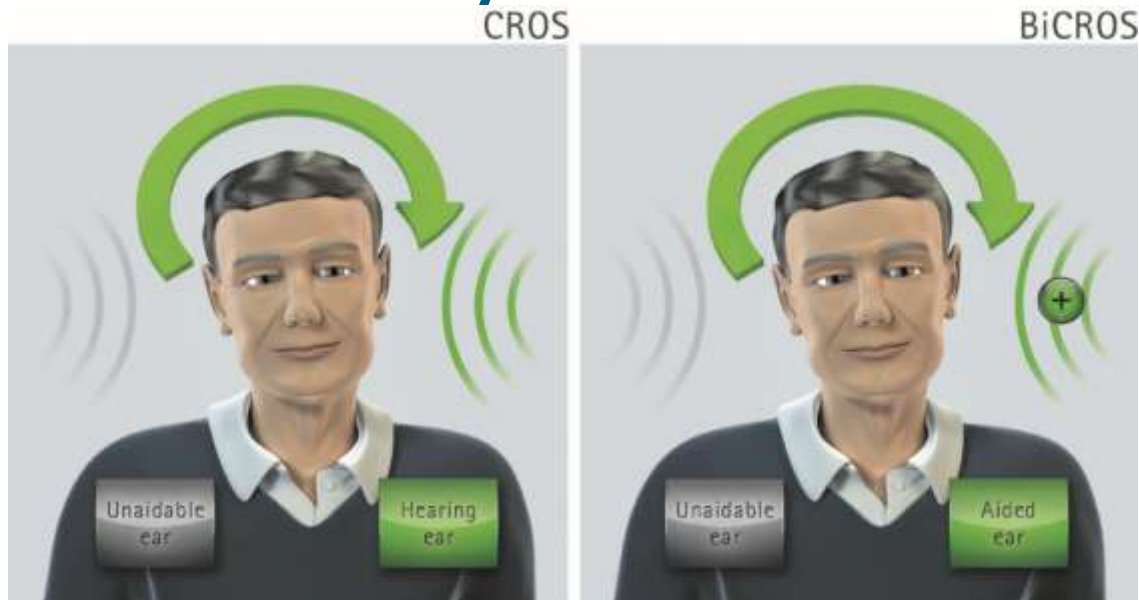 CROS
BiCROS
Unaidable
ear
Hearing
ear
Unaidable
ear
Aided
ear
+